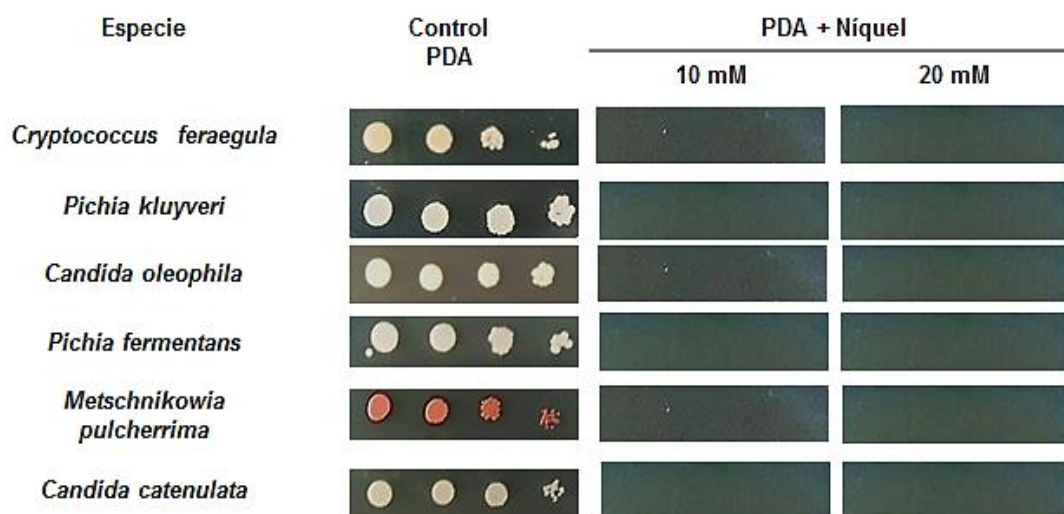 Especie
Control
PDA
PDA + Níquel
10 mM
20 mM
Cryptococcus feraegula
Pichia kluyveri
Candida oleophila
Pichia fermentans
Metschnikowia
pulcherrima
Candida catenulata